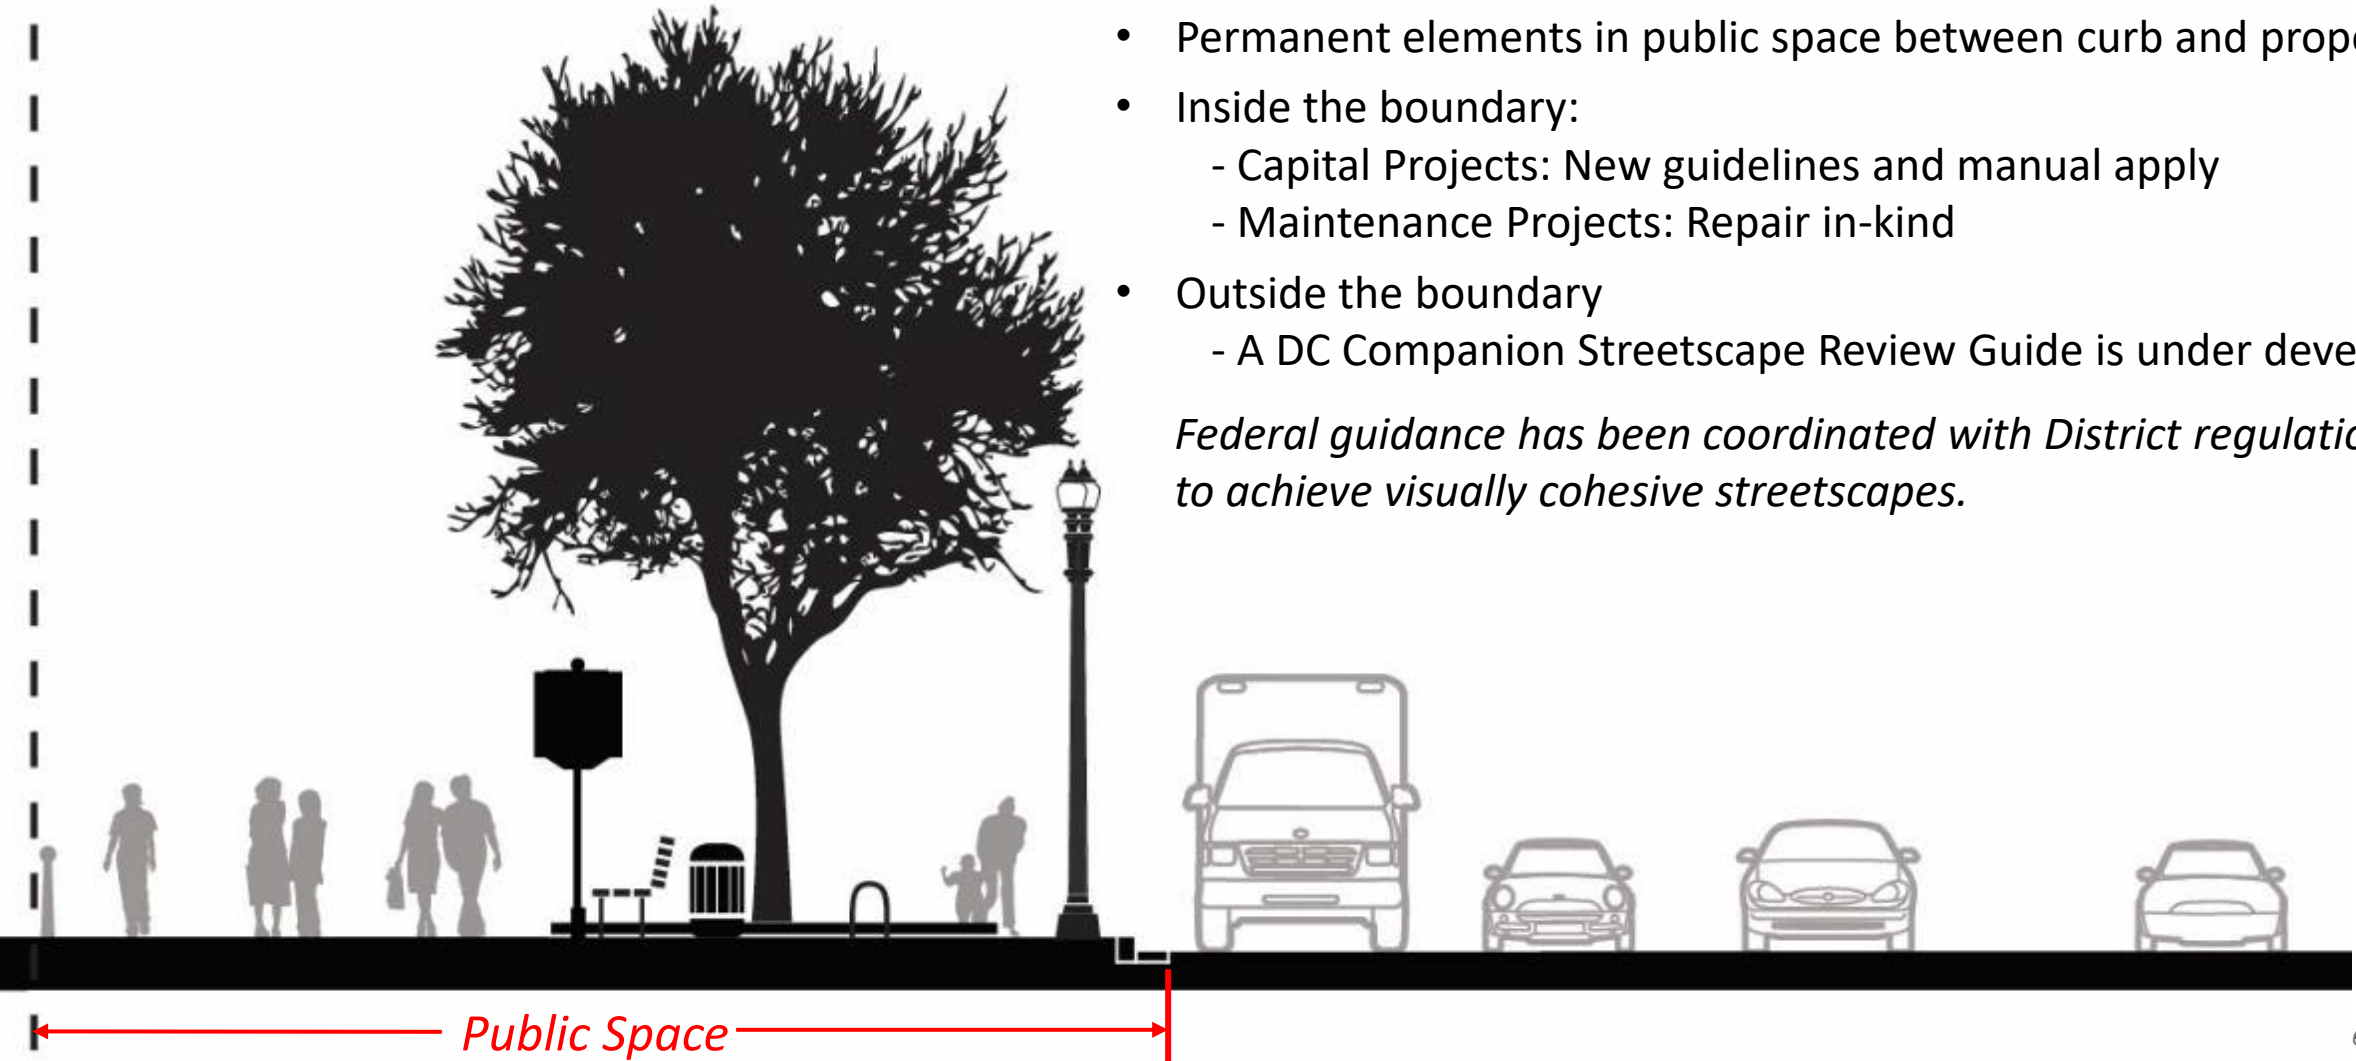 • Permanent elements in public space between curb and prope
• Inside the boundary:
- Capital Projects: New guidelines and manual apply
- Maintenance Projects: Repair in-kind
• Outside the boundary
- A DC Companion Streetscape Review Guide is under deve
Federal guidance has been coordinated with District regulatio
to achieve visually cohesive streetscapes.
Public Space